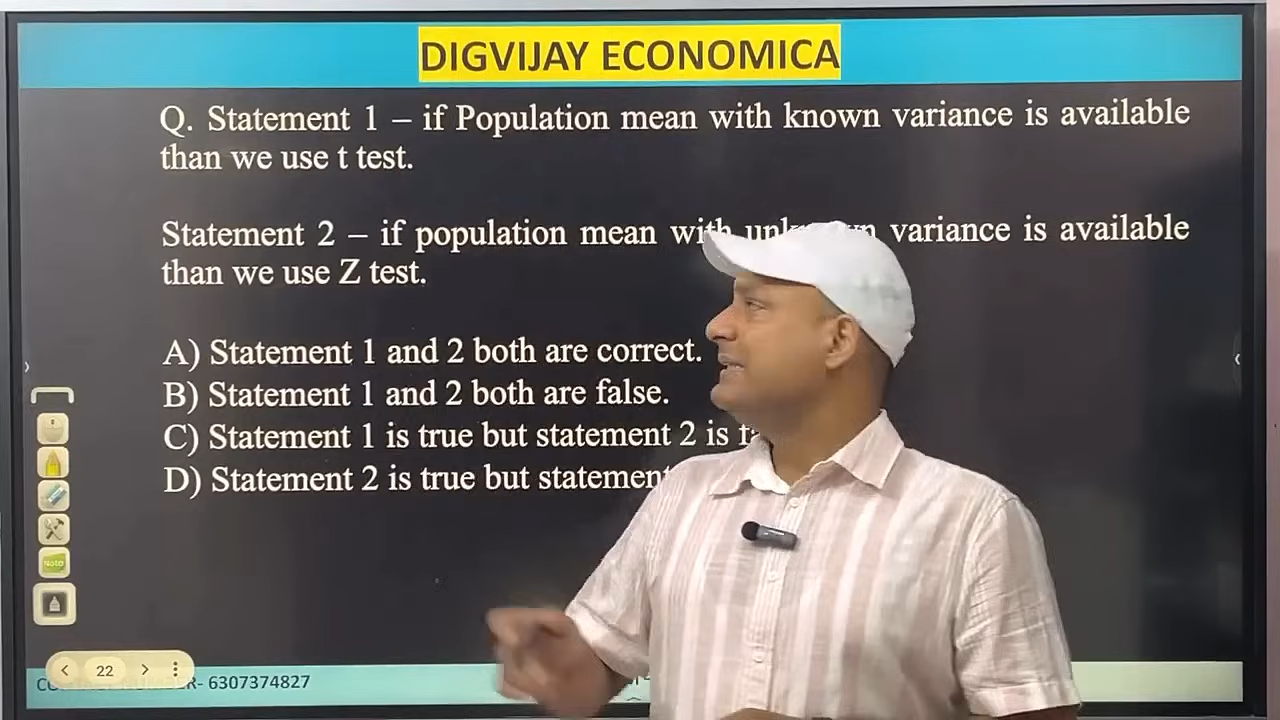 DIGVIJAY ECONOMICA
Q. Statement 1 – if Population mean with known variance is available
than we use t test.
Statement 2 – if population mean with variance is available
than we use Z test.
A) Statement 1 and 2 both are correct.
B) Statement 1 and 2 both are false.
C) Statement 1 is true but statement 2 is
D) Statement 2 is true but
Note
22
6307374827